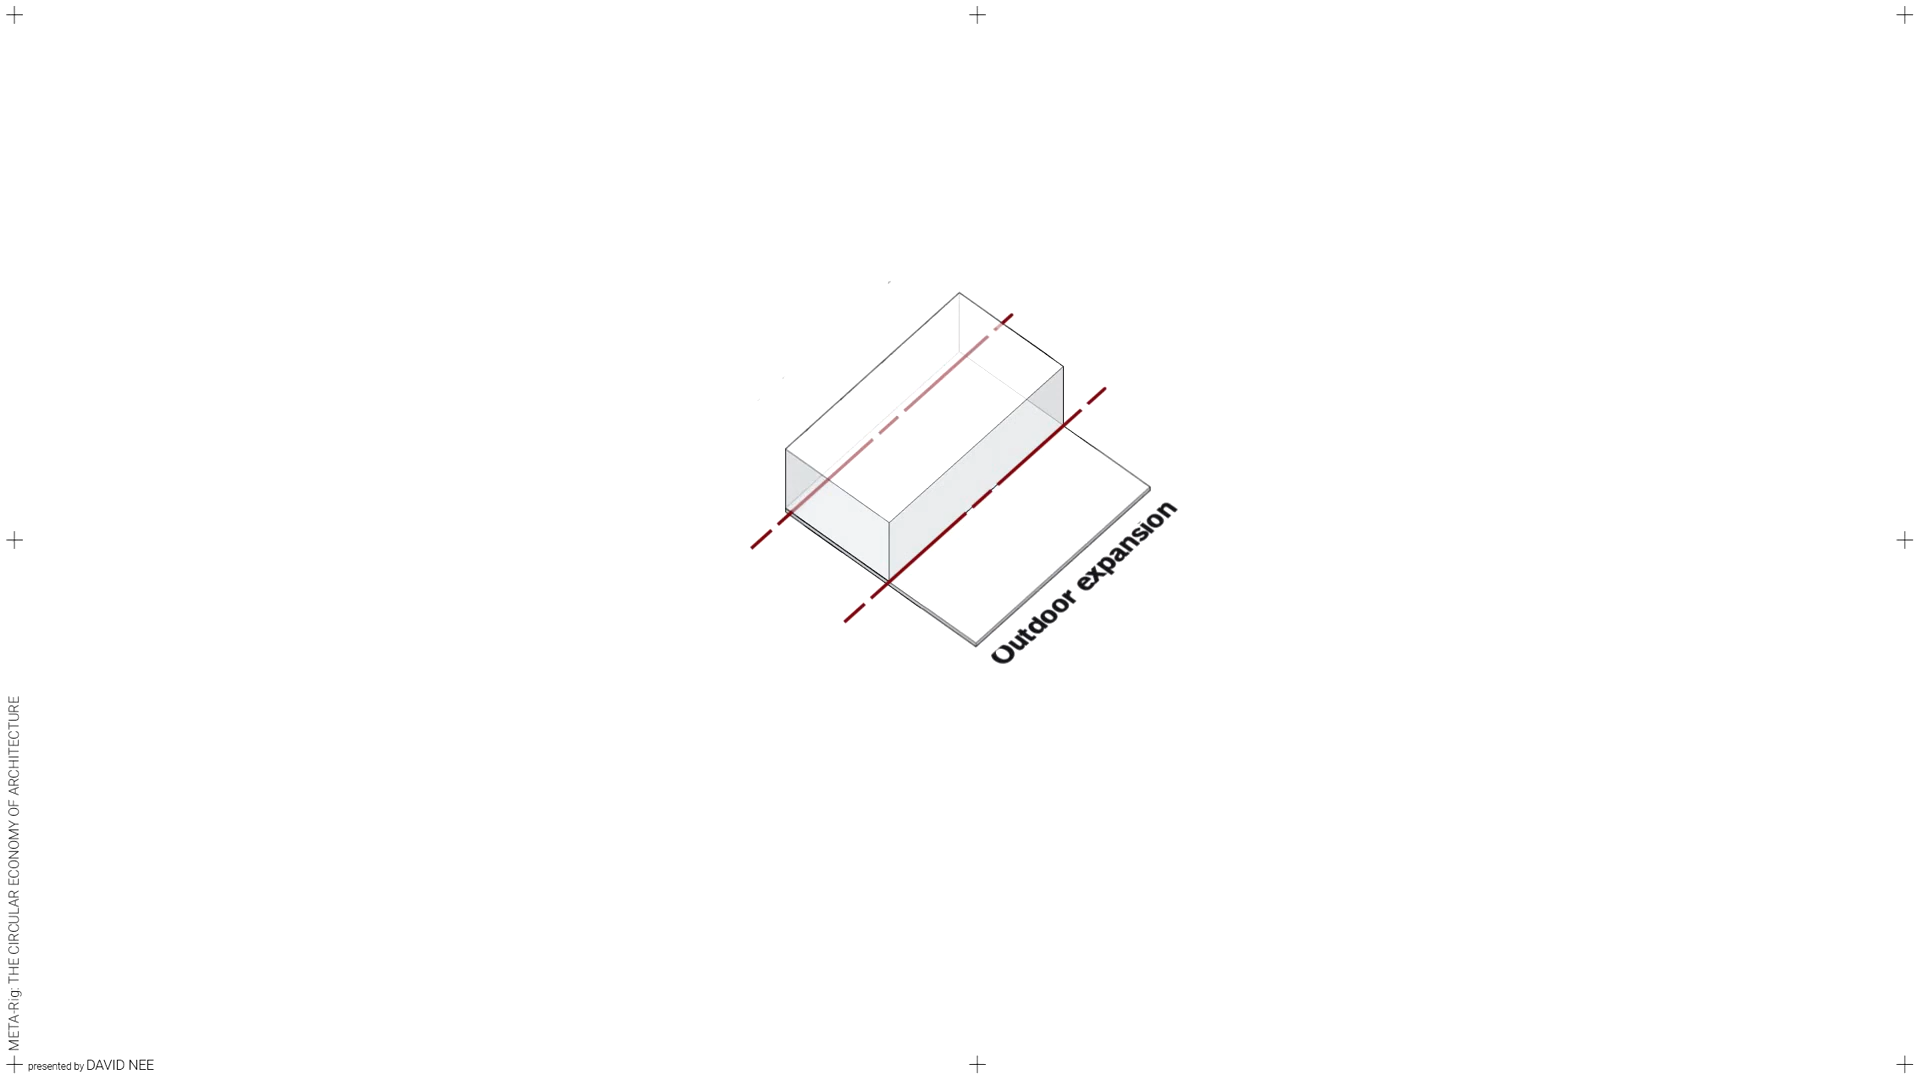 Outdoor expansion
META-Rig: THE CIRCULAR ECONOMY OF ARCHITECTURE
presented by DAVID NEE